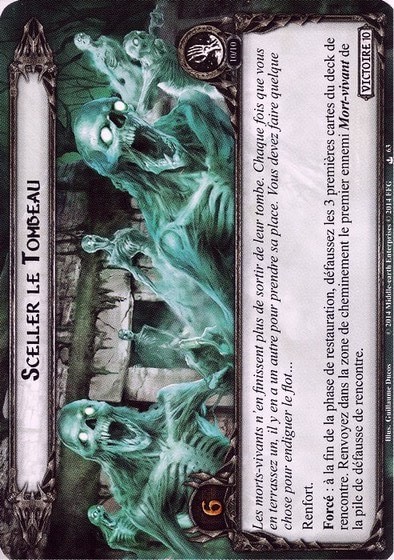 SCELLER LE TOMBEAU
10/10
6
Les morts-vivants n'en finissent plus de sortir de leur tombe. Chaque fois que vous
en terrassez un, il y en a un autre pour prendre sa place. Vous devez faire quelque
chose pour endiguer le flot...
Renfort.
Forcé : à la fin de la phase de restauration, défaussez les 3 premières cartes du deck de
rencontre. Renvoyez dans la zone de cheminement le premier ennemi Mort-vivant de
la pile de défausse de rencontre.
VICTOIRE 10
Illus. Guillaume Ducos © 2014 Middle-earth Enterprises © 2014 FFG 63